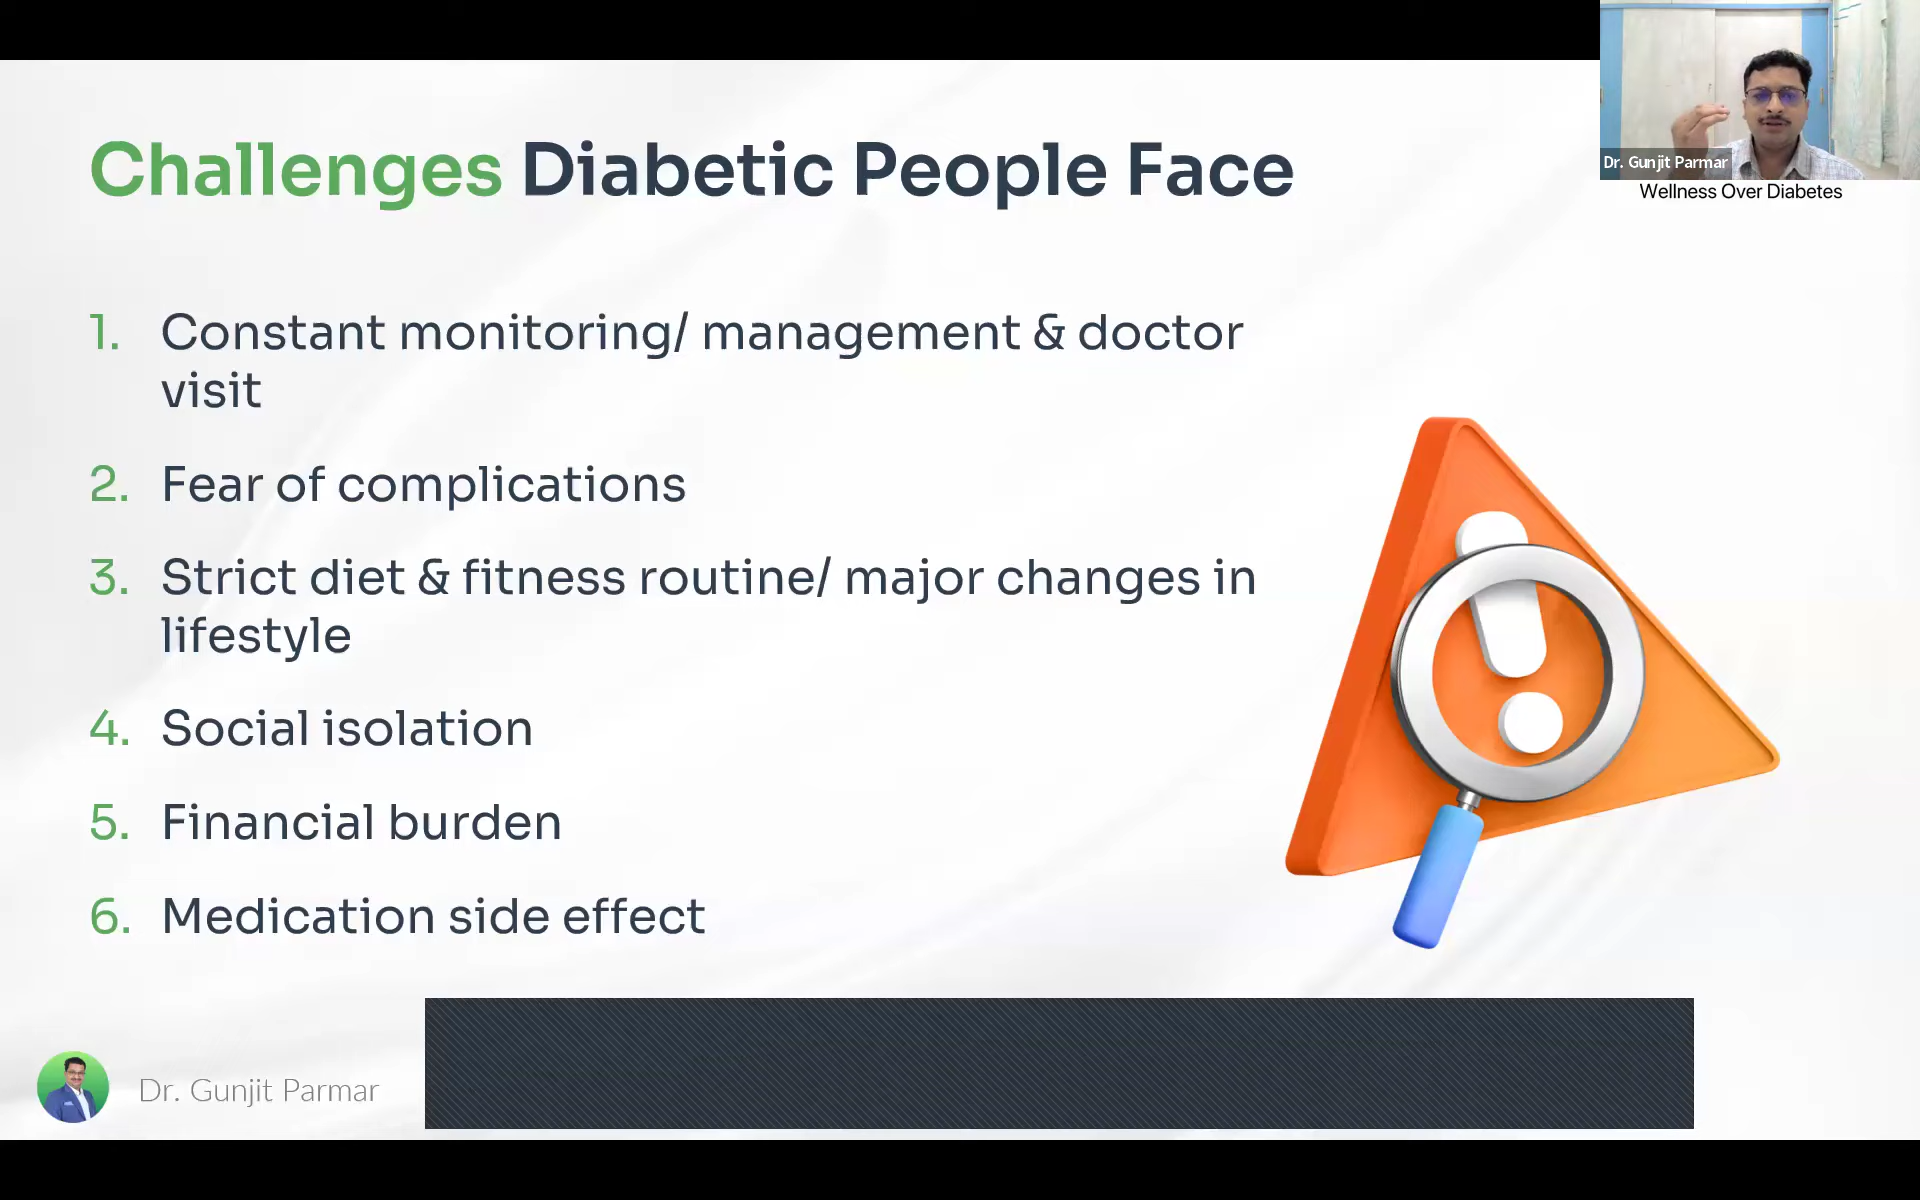 Dr. Gunjit Parmar
Wellness Over Diabetes
Challenges Diabetic People Face
1. Constant monitoring/ management & doctor
visit
2. Fear of complications
3. Strict diet & fitness routine/ major changes in
lifestyle
4. Social isolation
5. Financial burden
6. Medication side effect
Dr. Gunjit Parmar